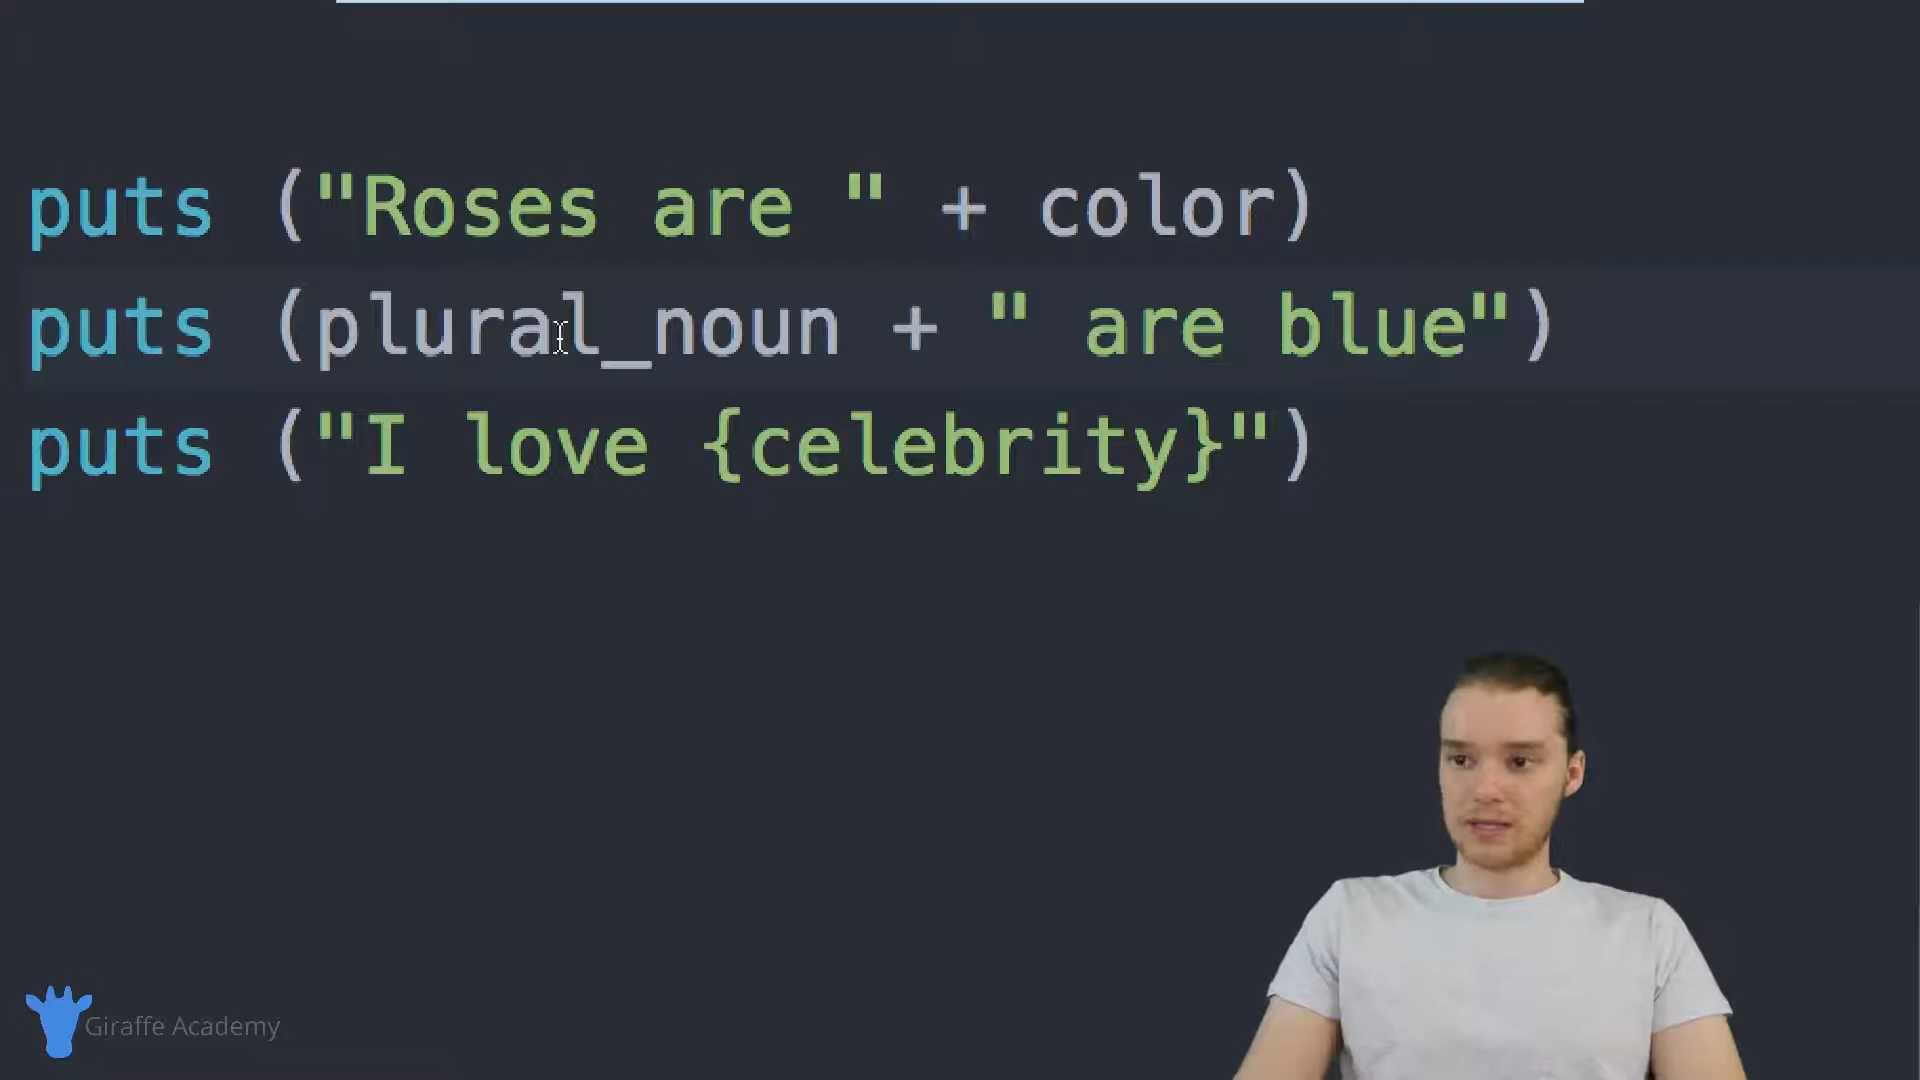 puts ("Roses are " + color)
puts (plural_noun + " are blue")
puts ("I love {celebrity}")
Giraffe Academy